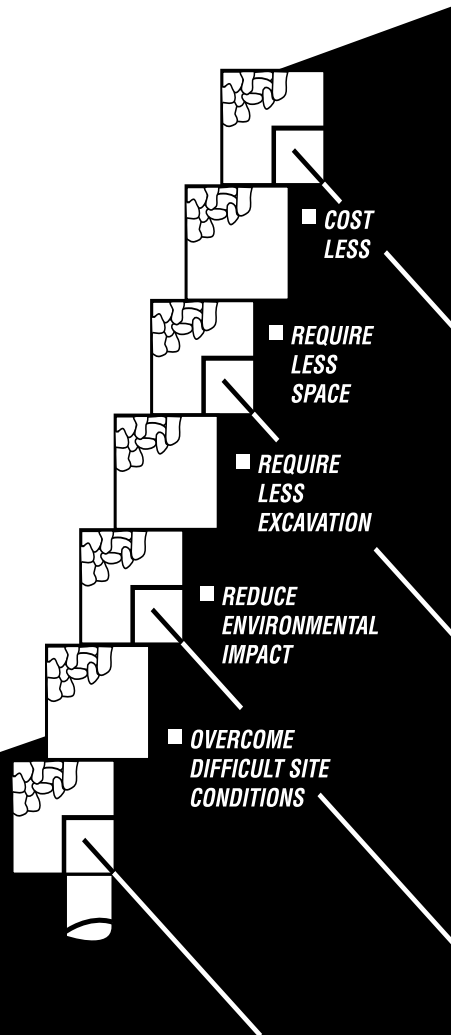 COST
LESS
REQUIRE
LESS
SPACE
REQUIRE
LESS
EXCAVATION
REDUCE
ENVIRONMENTAL
IMPACT
OVERCOME
DIFFICULT SITE
CONDITIONS